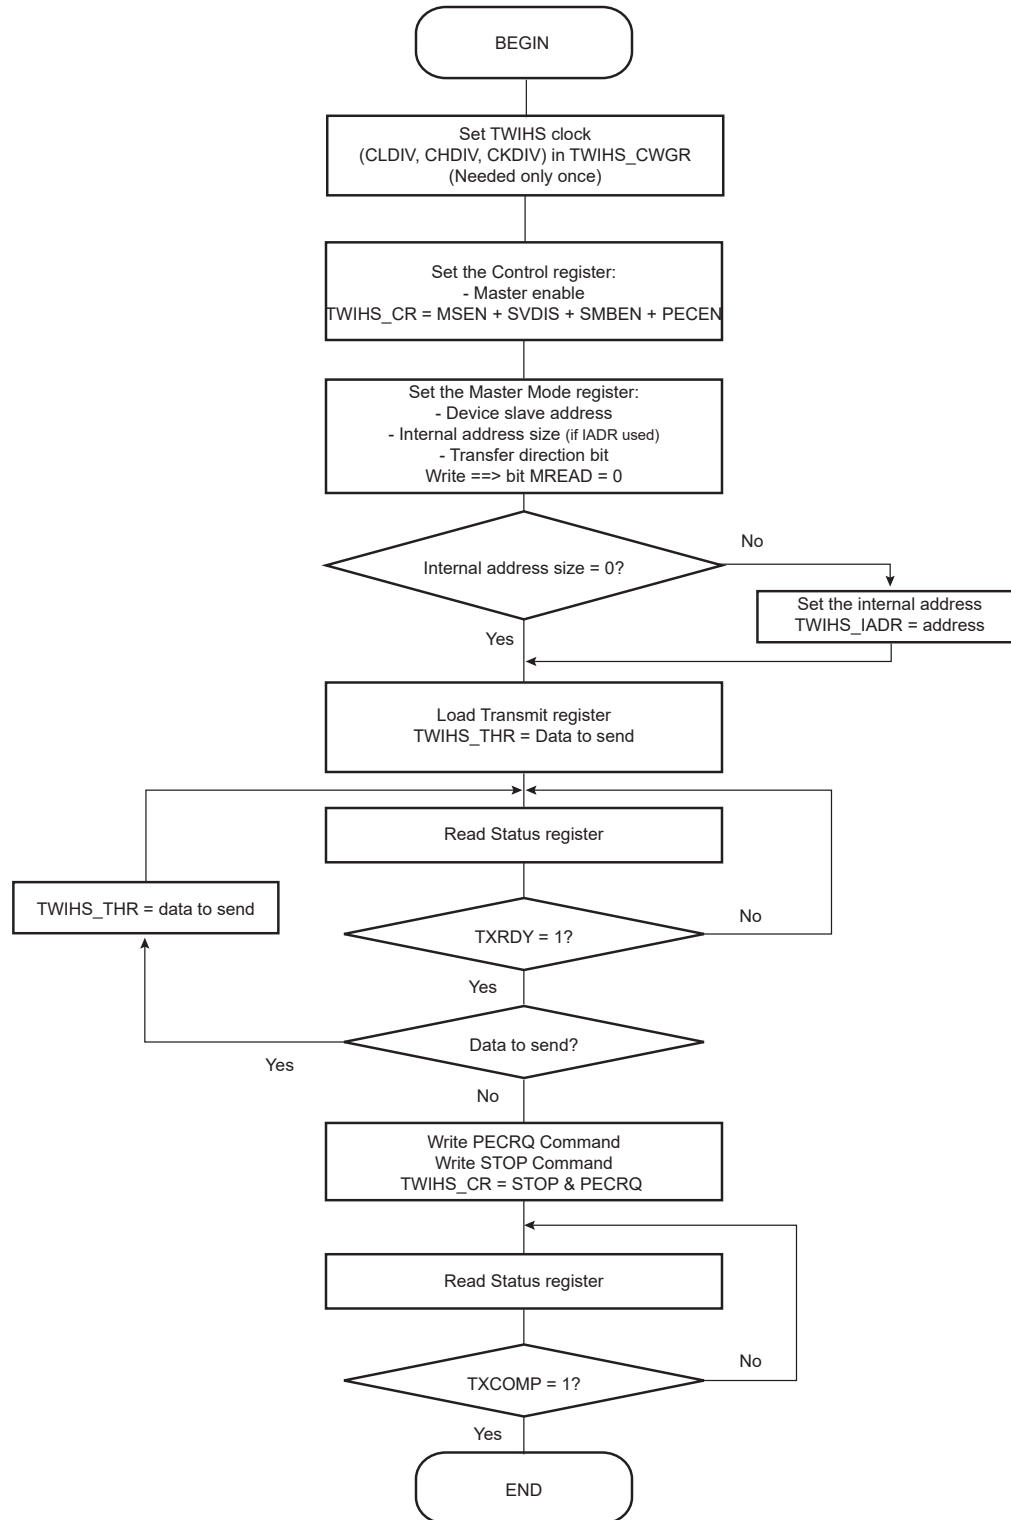 BEGIN
Set TWIHS clock
(CLDIV, CHDIV, CKDIV) in TWIHS_CWGR
(Needed only once)
Set the Control register:
- Master enable
TWIHS_CR = MSEN + SVDIS + SMBEN + PECEN
Set the Master Mode register:
- Device slave address
- Internal address size (if IADR used)
- Transfer direction bit
Write ==> bit MREAD = 0
Internal address size = 0?
No
Set the internal address
TWIHS_IADR = address
Yes
Load Transmit register
TWIHS_THR = Data to send
Read Status register
TWIHS_THR = data to send
TXRDY = 1?
No
Yes
Data to send?
Yes
No
Write PECRQ Command
Write STOP Command
TWIHS_CR = STOP & PECRQ
Read Status register
TXCOMP = 1?
No
Yes
END